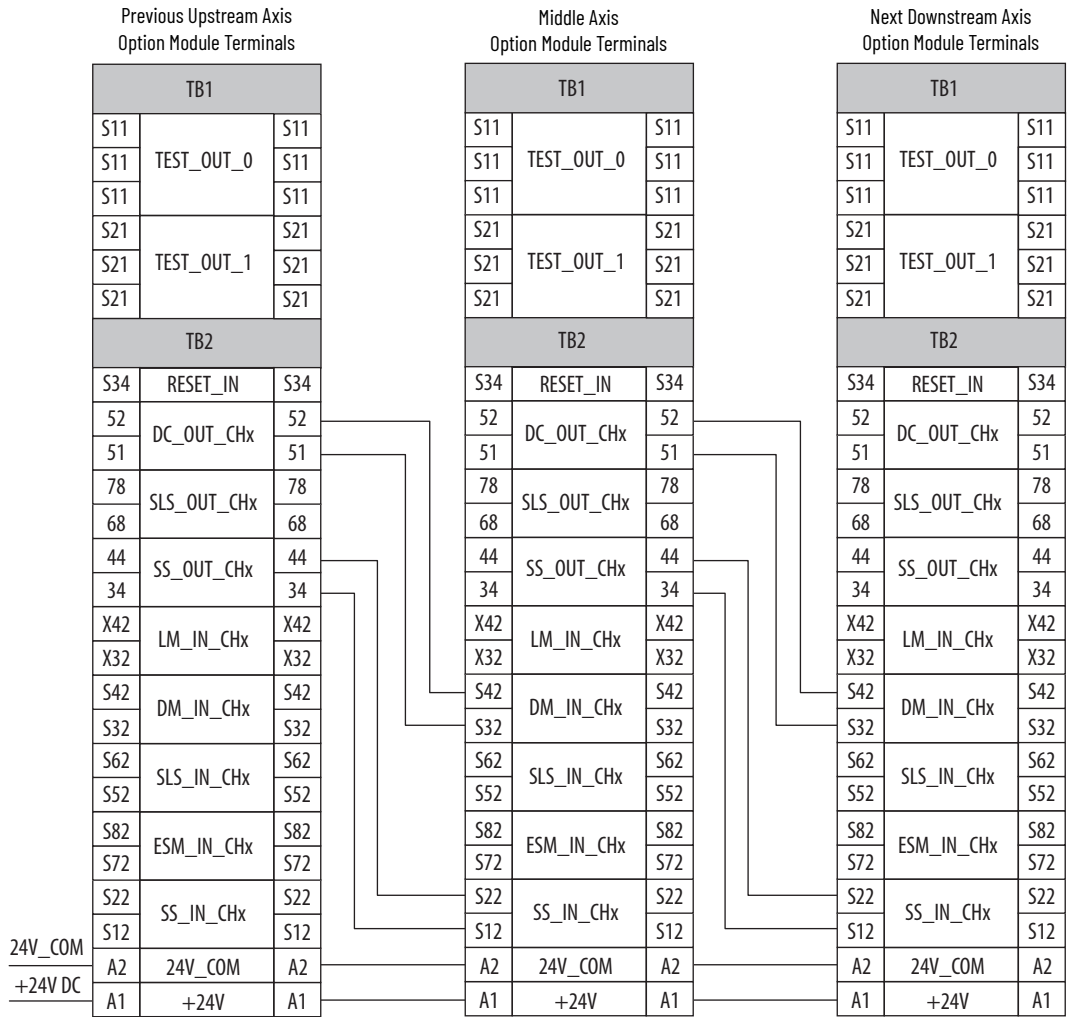 Previous Upstream Axis
Option Module Terminals
TB1
S11 S11
S11 TEST_OUT_0 S11
S11 S11
S21 S21
S21 TEST_OUT_1 S21
S21 S21
TB2
S34 RESET_IN S34
52 52
DC_OUT_CHx
51 51
78 78
SLS_OUT_CHx
68 68
44 44
SS_OUT_CHx
34 34
X42 X42
LM_IN_CHx
X32 X32
S42 S42
DM_IN_CHx
S32 S32
S62 S62
SLS_IN_CHx
S52 S52
S82 S82
ESM_IN_CHx
S72 S72
S22 S22
SS_IN_CHx
S12 S12
24V_COM
A2 24V_COM A2
+24V DC
A1 +24V A1
Middle Axis
Option Module Terminals
TB1
S11 S11
S11 TEST_OUT_0 S11
S11 S11
S21 S21
S21 TEST_OUT_1 S21
S21 S21
TB2
S34 RESET_IN S34
52 52
DC_OUT_CHx
51 51
78 78
SLS_OUT_CHx
68 68
44 44
SS_OUT_CHx
34 34
X42 X42
LM_IN_CHx
X32 X32
S42 S42
DM_IN_CHx
S32 S32
S62 S62
SLS_IN_CHx
S52 S52
S82 S82
ESM_IN_CHx
S72 S72
S22 S22
SS_IN_CHx
S12 S12
A2 24V_COM A2
A1 +24V A1
Next Downstream Axis
Option Module Terminals
TB1
S11 S11
S11 TEST_OUT_0 S11
S11 S11
S21 S21
S21 TEST_OUT_1 S21
S21 S21
TB2
S34 RESET_IN S34
52 52
DC_OUT_CHx
51 51
78 78
SLS_OUT_CHx
68 68
44 44
SS_OUT_CHx
34 34
X42 X42
LM_IN_CHx
X32 X32
S42 S42
DM_IN_CHx
S32 S32
S62 S62
SLS_IN_CHx
S52 S52
S82 S82
ESM_IN_CHx
S72 S72
S22 S22
SS_IN_CHx
S12 S12
A2 24V_COM A2
A1 +24V A1